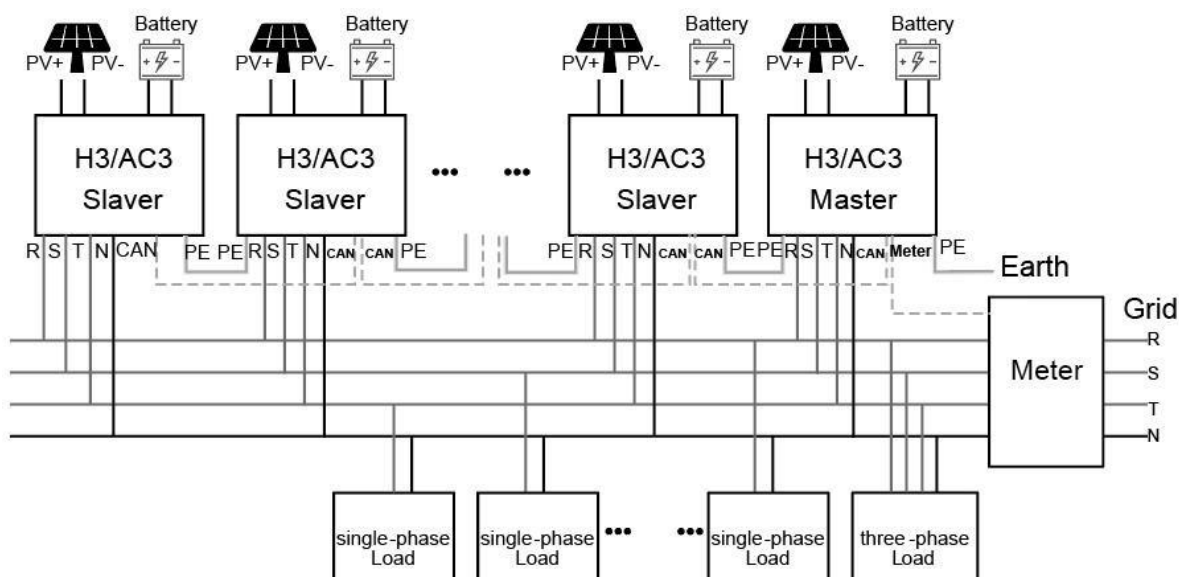 Battery Battery Battery Battery
PV+ PV- + - PV+ PV- + - PV+ PV- + - PV+ PV- + -
H3/AC3 H3/AC3 H3/AC3 H3/AC3
Slaver Slaver ••• ••• Slaver Master
R S T N CAN PE PE R S T N CAN CAN PE PE R S T N CAN CAN PE PE R S T N CAN Meter PE
Earth
Grid
R
Meter
S
T
N
single-phase single-phase ••• ••• single-phase three-phase
Load Load Load Load